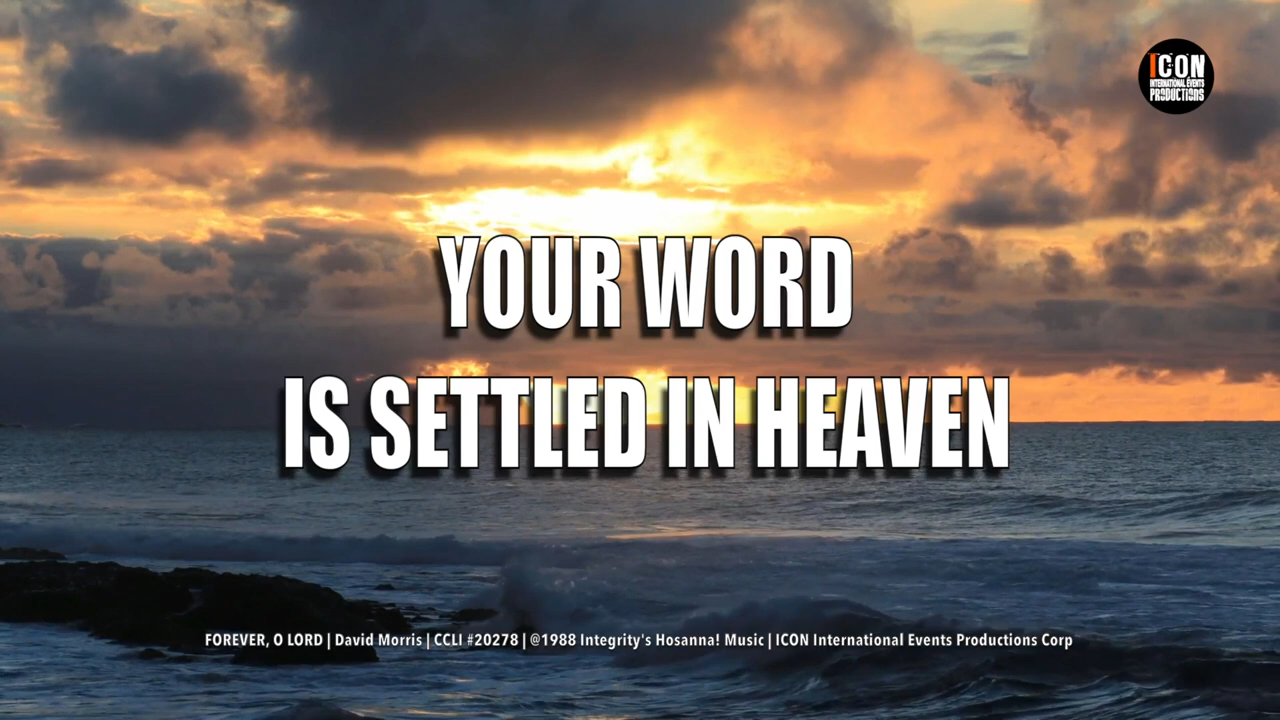 ICON
INTERNATIONAL EVENTS
PRODUCTIONS
YOUR WORD
IS SETTLED IN HEAVEN
FOREVER, O LORD | David Morris | CCLI #20278 | @1988 Integrity's Hosanna! Music | ICON International Events Productions Corp